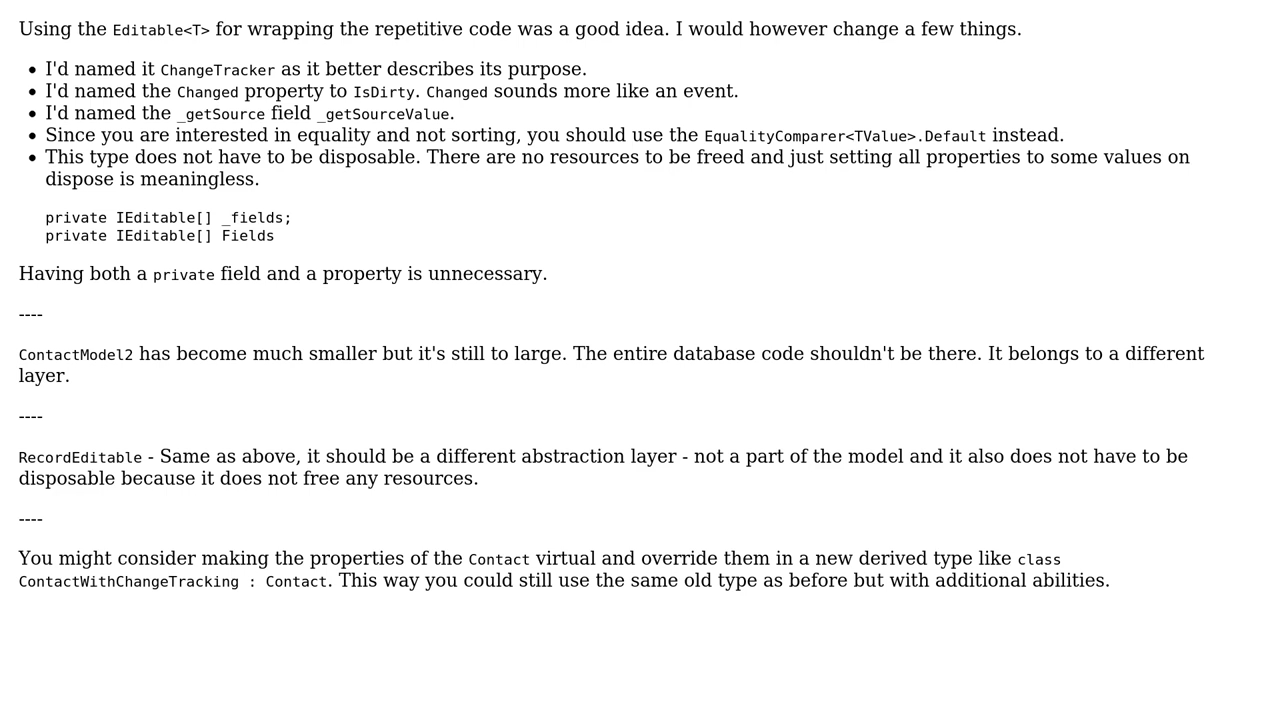 Using the Editable<T> for wrapping the repetitive code was a good idea. I would however change a few things.
• I'd named it ChangeTracker as it better describes its purpose.
• I'd named the Changed property to IsDirty. Changed sounds more like an event.
• I'd named the _getSource field _getSourceValue.
• Since you are interested in equality and not sorting, you should use the EqualityComparer<TValue>.Default instead.
• This type does not have to be disposable. There are no resources to be freed and just setting all properties to some values on
dispose is meaningless.
private IEditable[] _fields;
private IEditable[] Fields
Having both a private field and a property is unnecessary.
----
ContactModel2 has become much smaller but it's still to large. The entire database code shouldn't be there. It belongs to a different
layer.
----
RecordEditable - Same as above, it should be a different abstraction layer - not a part of the model and it also does not have to be
disposable because it does not free any resources.
----
You might consider making the properties of the Contact virtual and override them in a new derived type like class
ContactWithChangeTracking : Contact. This way you could still use the same old type as before but with additional abilities.